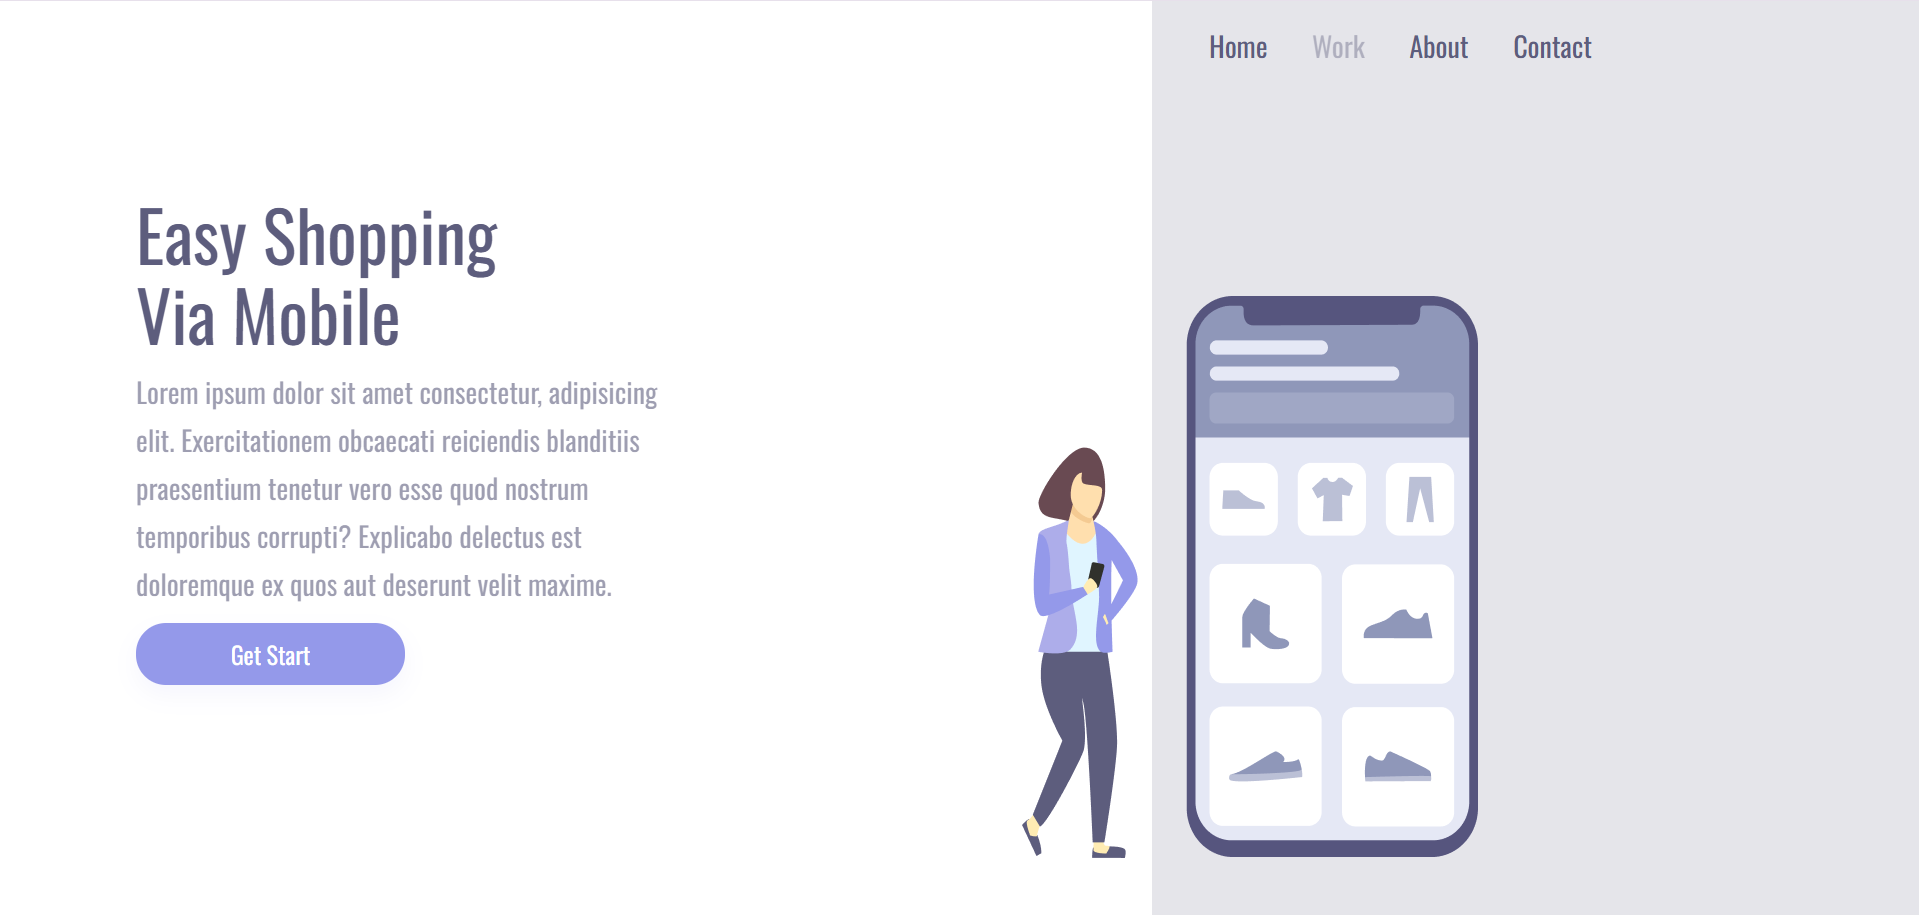 Home Work About Contact
Easy Shopping
Via Mobile
Lorem ipsum dolor sit amet consectetur, adipisicing
elit. Exercitationem obcaecati reiciendis blanditiis
praesentium tenetur vero esse quod nostrum
temporibus corrupti? Explicabo delectus est
doloremque ex quos aut deserunt velit maxime.
Get Start